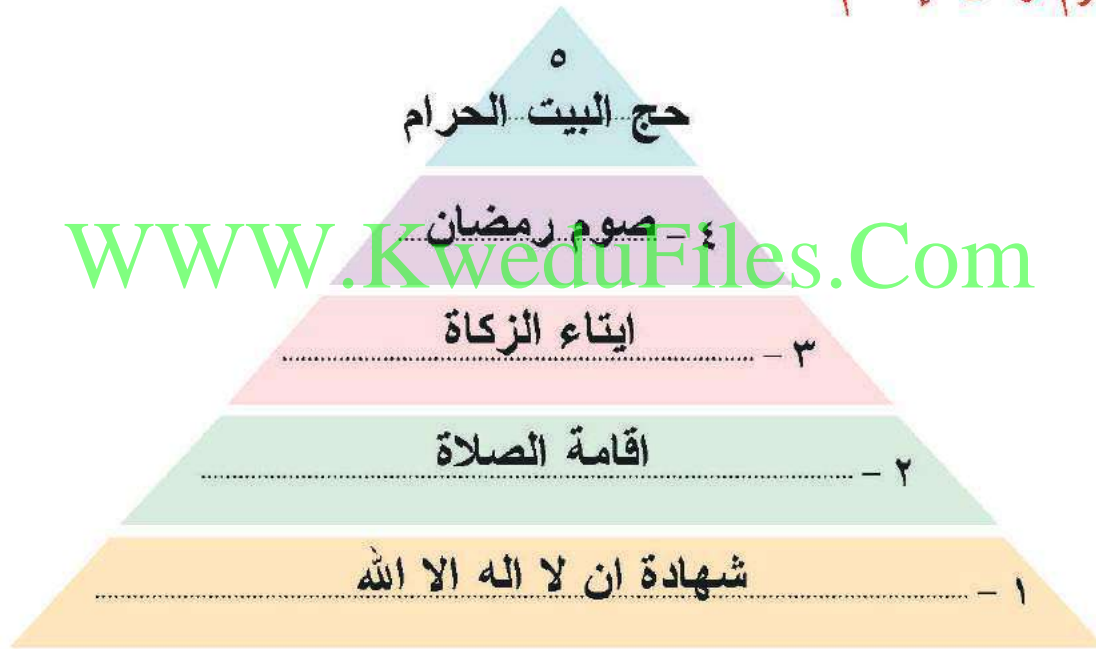 ٥
حج البيت الحرام
٤ - صوم رمضان
WWW.KweduFiles.Com
٣ - ايتاء الزكاة
٢ - اقامة الصلاة
١ - شهادة ان لا اله الا الله